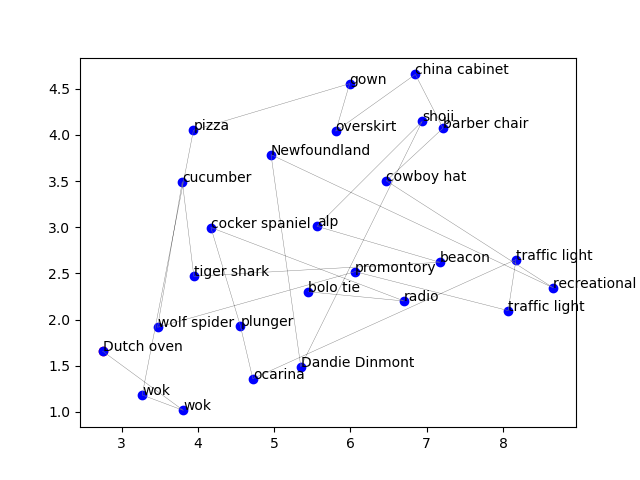 china cabinet
gown
4.5
shoji
barber chair
pizza
overskirt
4.0
Newfoundland
cucumber
cowboy hat
3.5
cocker spaniel
alp
3.0
beacon
traffic light
tiger shark
promontory
2.5
bolo tie
recreational
radio
traffic light
wolf spider
plunger
2.0
Dutch oven
Dandie Dinmont
1.5
ocarina
wok
wok
1.0
3 4 5 6 7 8